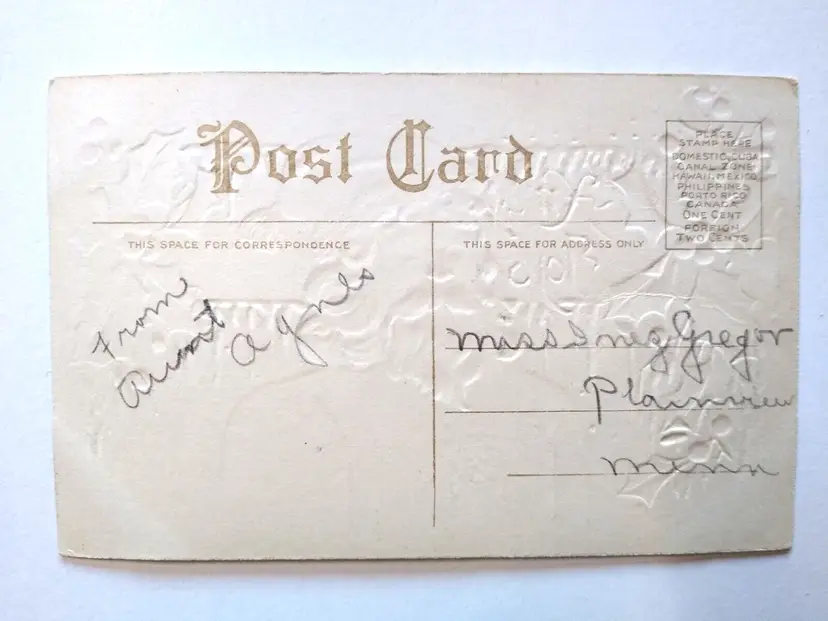 Post Card
PLACE
STAMP HERE
DOMESTIC, CUBA
CANAL ZONE
HAWAII, MEXICO
PHILIPPINES
PORTO RICO
CANADA
ONE CENT
FOREIGN
TWO CENTS
THIS SPACE FOR CORRESPONDENCE
THIS SPACE FOR ADDRESS ONLY
From
Aunt Agnes
Miss Inez Gregor
Plainview
Minn